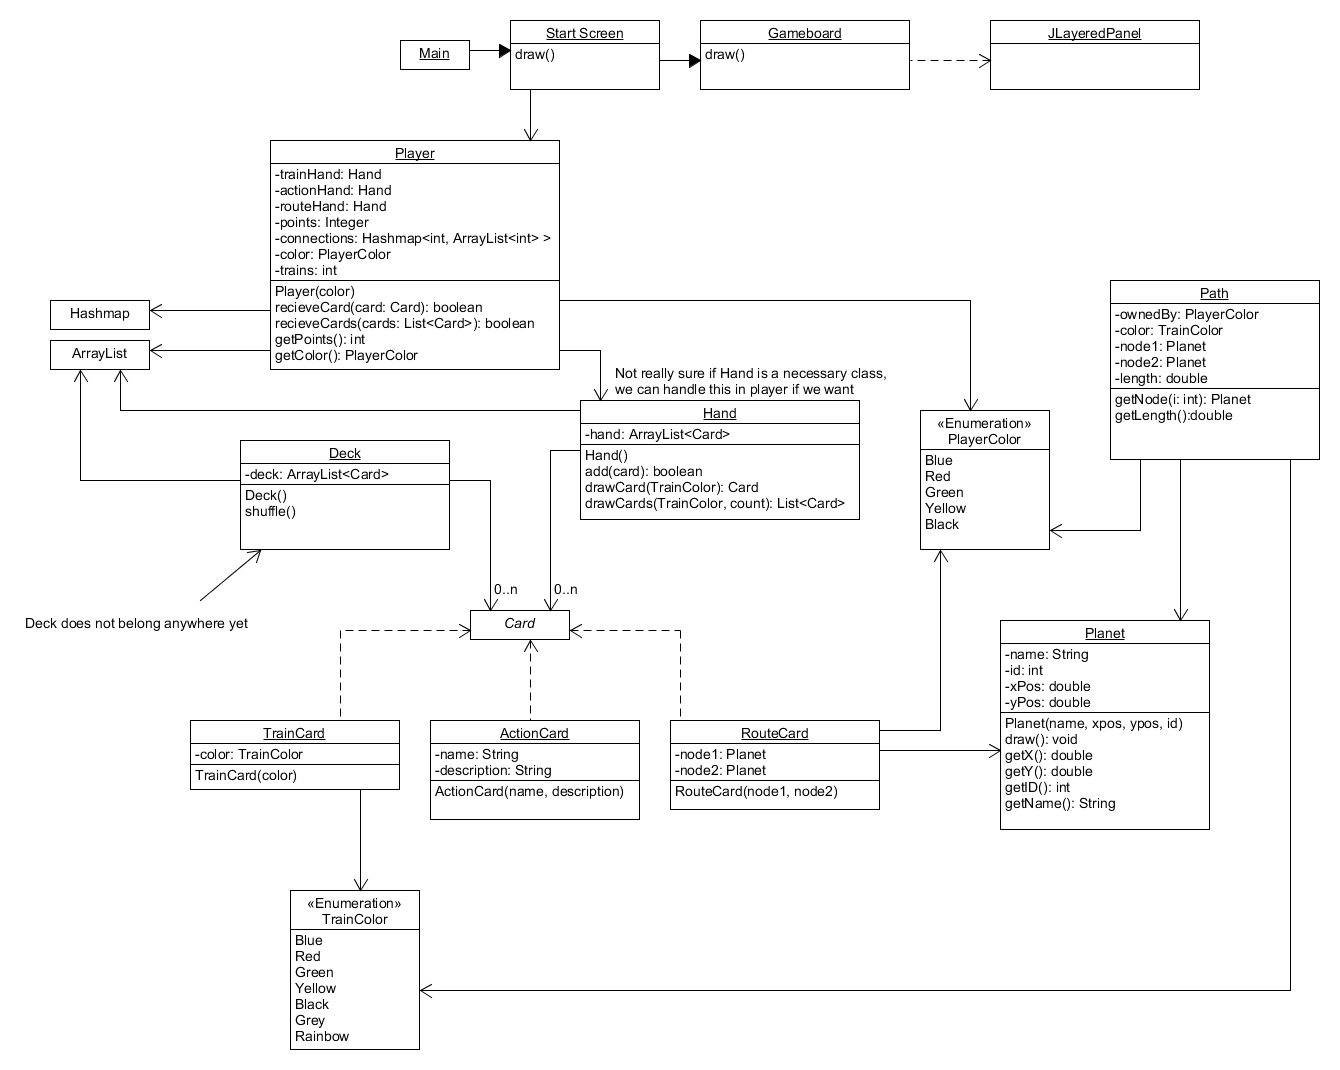 Main
Start Screen
draw()
Gameboard
draw()
JLayeredPanel
Player
-trainHand: Hand
-actionHand: Hand
-routeHand: Hand
-points: Integer
-connections: Hashmap<int, ArrayList<int> >
-color: PlayerColor
-trains: int
Player(color)
recieveCard(card: Card): boolean
recieveCards(cards: List<Card>): boolean
getPoints(): int
getColor(): PlayerColor
Hashmap
ArrayList
Path
-ownedBy: PlayerColor
-color: TrainColor
-node1: Planet
-node2: Planet
-length: double
getNode(i: int): Planet
getLength():double
Not really sure if Hand is a necessary class,
we can handle this in player if we want
Hand
-hand: ArrayList<Card>
Hand()
add(card): boolean
drawCard(TrainColor): Card
drawCards(TrainColor, count): List<Card>
«Enumeration»
PlayerColor
Blue
Red
Green
Yellow
Black
Deck
-deck: ArrayList<Card>
Deck()
shuffle()
Deck does not belong anywhere yet
0..n
0..n
Card
Planet
-name: String
-id: int
-xPos: double
-yPos: double
Planet(name, xpos, ypos, id)
draw(): void
getX(): double
getY(): double
getID(): int
getName(): String
TrainCard
-color: TrainColor
TrainCard(color)
ActionCard
-name: String
-description: String
ActionCard(name, description)
RouteCard
-node1: Planet
-node2: Planet
RouteCard(node1, node2)
«Enumeration»
TrainColor
Blue
Red
Green
Yellow
Black
Grey
Rainbow